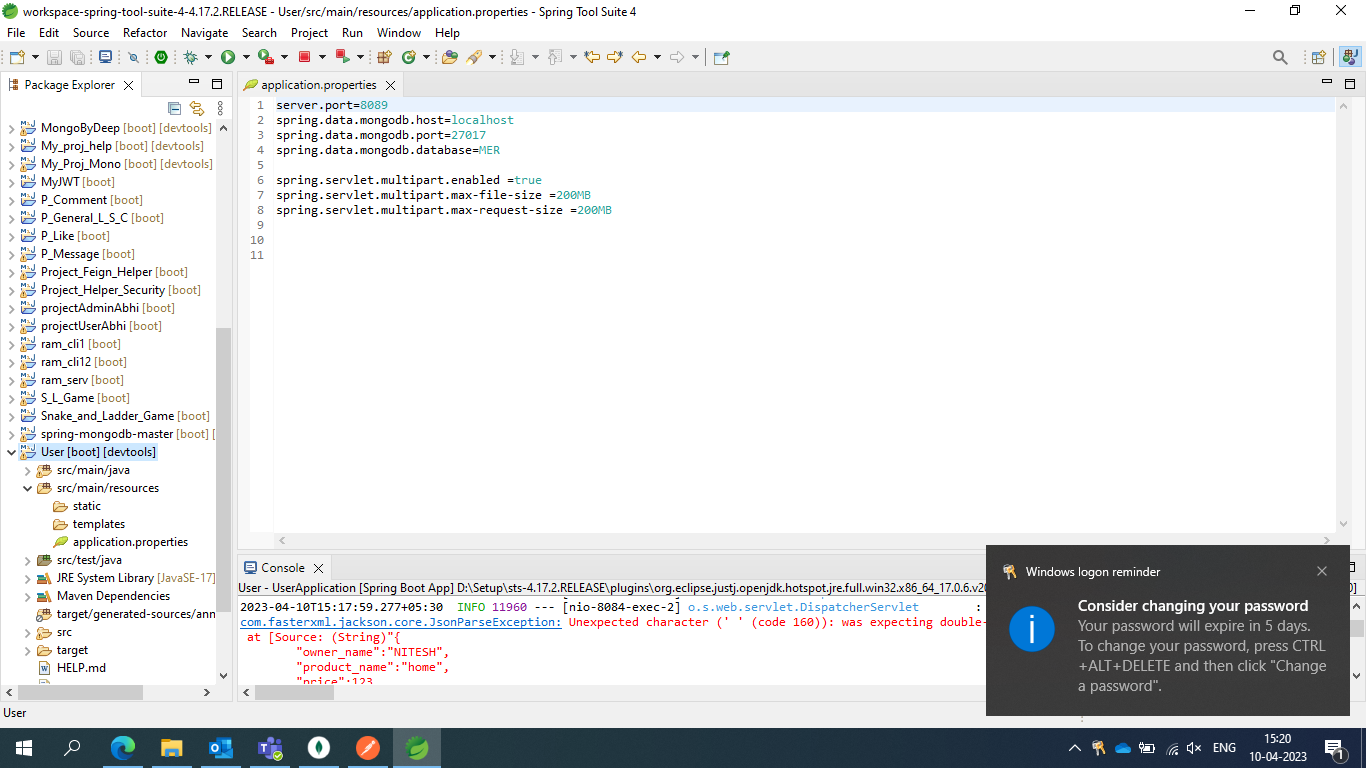 workspace-spring-tool-suite-4-4.17.2.RELEASE - User/src/main/resources/application.properties - Spring Tool Suite 4
File Edit Source Refactor Navigate Search Project Run Window Help
Package Explorer
MongoByDeep [boot] [devtools]
My_proj_help [boot] [devtools]
My_Proj_Mono [boot] [devtools]
MyJWT [boot]
P_Comment [boot]
P_General_L_S_C [boot]
P_Like [boot]
P_Message [boot]
Project_Feign_Helper [boot]
Project_Helper_Security [boot]
projectAdminAbhi [boot]
projectUserAbhi [boot]
ram_cli1 [boot]
ram_cli12 [boot]
ram_serv [boot]
S_L_Game [boot]
Snake_and_Ladder_Game [boot]
spring-mongodb-master [boot] [
User [boot] [devtools]
src/main/java
src/main/resources
static
templates
application.properties
src/test/java
JRE System Library [JavaSE-17]
Maven Dependencies
target/generated-sources/ann
src
target
HELP.md
User
application.properties
1 server.port=8089
2 spring.data.mongodb.host=localhost
3 spring.data.mongodb.port=27017
4 spring.data.mongodb.database=MER
5
6 spring.servlet.multipart.enabled =true
7 spring.servlet.multipart.max-file-size =200MB
8 spring.servlet.multipart.max-request-size =200MB
9
10
11
Console
User - UserApplication [Spring Boot App] D:\Setup\sts-4.17.2.RELEASE\plugins\org.eclipse.justj.openjdk.hotspot.jre.full.win32.x86_64_17.0.6.v20
2023-04-10T15:17:59.277+05:30 INFO 11960 --- [nio-8084-exec-2] o.s.web.servlet.DispatcherServlet :
com.fasterxml.jackson.core.JsonParseException: Unexpected character (' ' (code 160)): was expecting double-
at [Source: (String)"{
"owner_name":"NITESH",
"product_name":"home",
"price":123
Windows logon reminder
Consider changing your password
Your password will expire in 5 days.
To change your password, press CTRL
+ALT+DELETE and then click "Change
a password".
ENG
15:20
10-04-2023
1